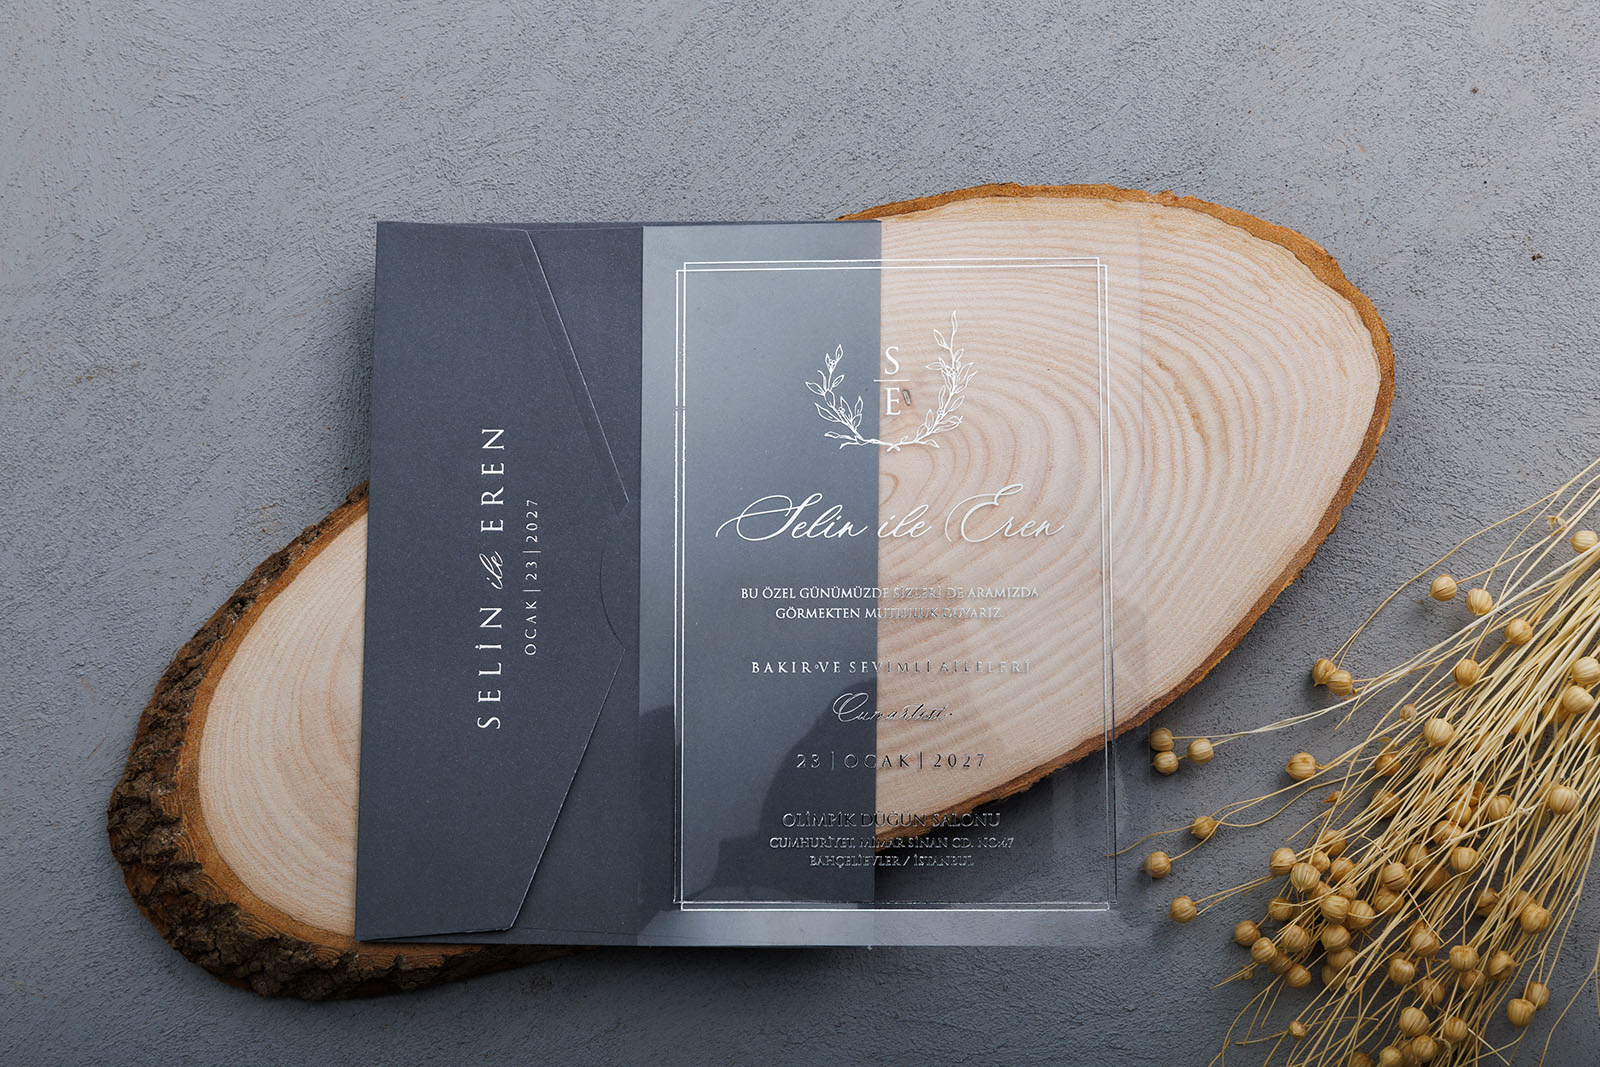 SELİN ile EREN
OCAK|23|2027
S
E
Selin ile Eren
BU ÖZEL GÜNÜMÜZDE SİZLERİ DE ARAMIZDA
GÖRMEKTEN MUTLULUK DUYARIZ.
BAKIR VE SEVİMLİ AİLELERİ
Cumartesi
23|OCAK|2027
OLİMPİK DÜĞÜN SALONU
CUMHURİYET, MİMAR SİNAN CD. NO:47
BAHÇELİEVLER / İSTANBUL